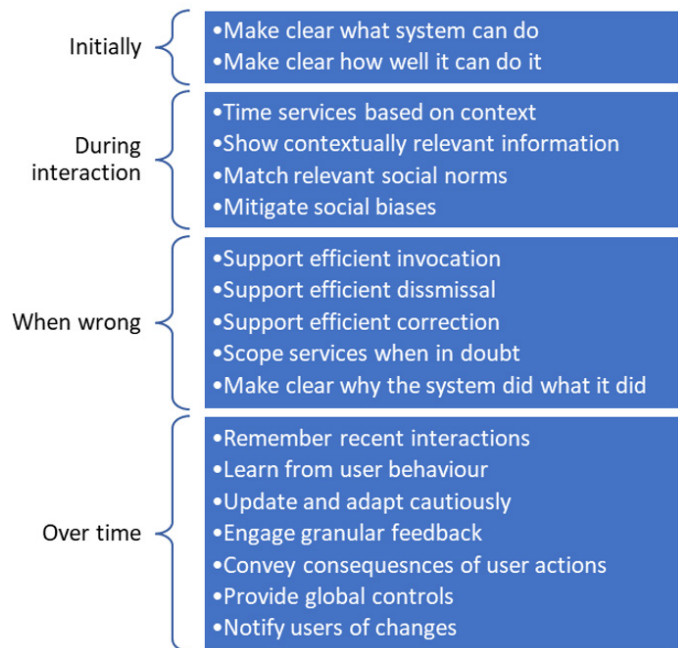 Initially
•Make clear what system can do
•Make clear how well it can do it
During
interaction
•Time services based on context
•Show contextually relevant information
•Match relevant social norms
•Mitigate social biases
When wrong
•Support efficient invocation
•Support efficient dissmissal
•Support efficient correction
•Scope services when in doubt
•Make clear why the system did what it did
Over time
•Remember recent interactions
•Learn from user behaviour
•Update and adapt cautiously
•Engage granular feedback
•Convey consequesnces of user actions
•Provide global controls
•Notify users of changes